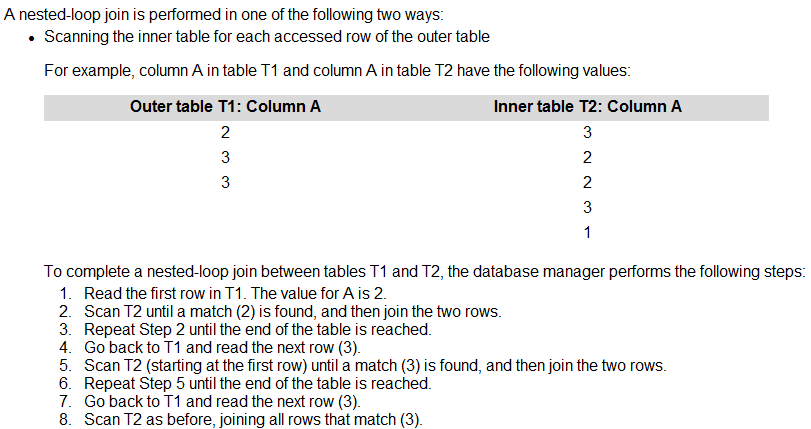 A nested-loop join is performed in one of the following two ways:
• Scanning the inner table for each accessed row of the outer table
For example, column A in table T1 and column A in table T2 have the following values:
Outer table T1: Column A Inner table T2: Column A
2 3
3 2
3 2
3
1
To complete a nested-loop join between tables T1 and T2, the database manager performs the following steps:
1. Read the first row in T1. The value for A is 2.
2. Scan T2 until a match (2) is found, and then join the two rows.
3. Repeat Step 2 until the end of the table is reached.
4. Go back to T1 and read the next row (3).
5. Scan T2 (starting at the first row) until a match (3) is found, and then join the two rows.
6. Repeat Step 5 until the end of the table is reached.
7. Go back to T1 and read the next row (3).
8. Scan T2 as before, joining all rows that match (3).